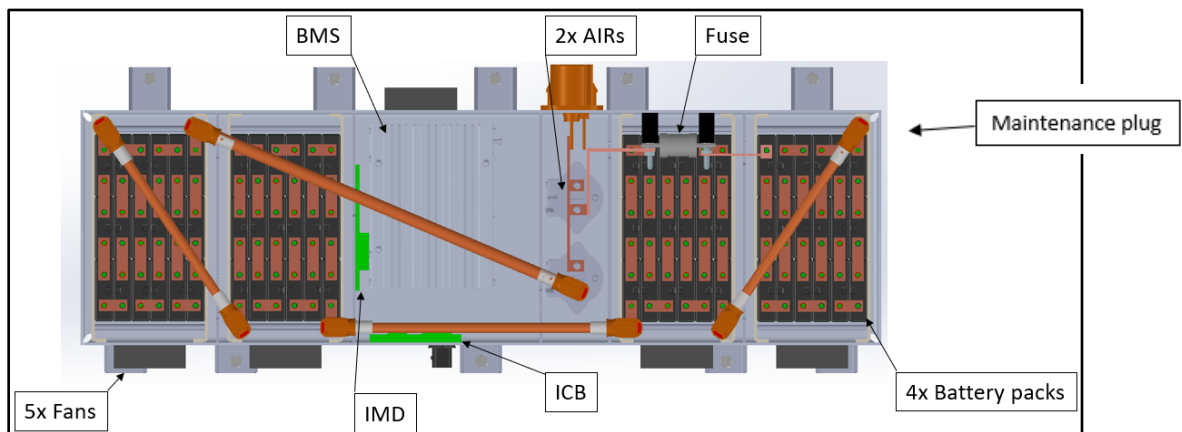 BMS
2x AIRs
Fuse
Maintenance plug
5x Fans
IMD
ICB
4x Battery packs